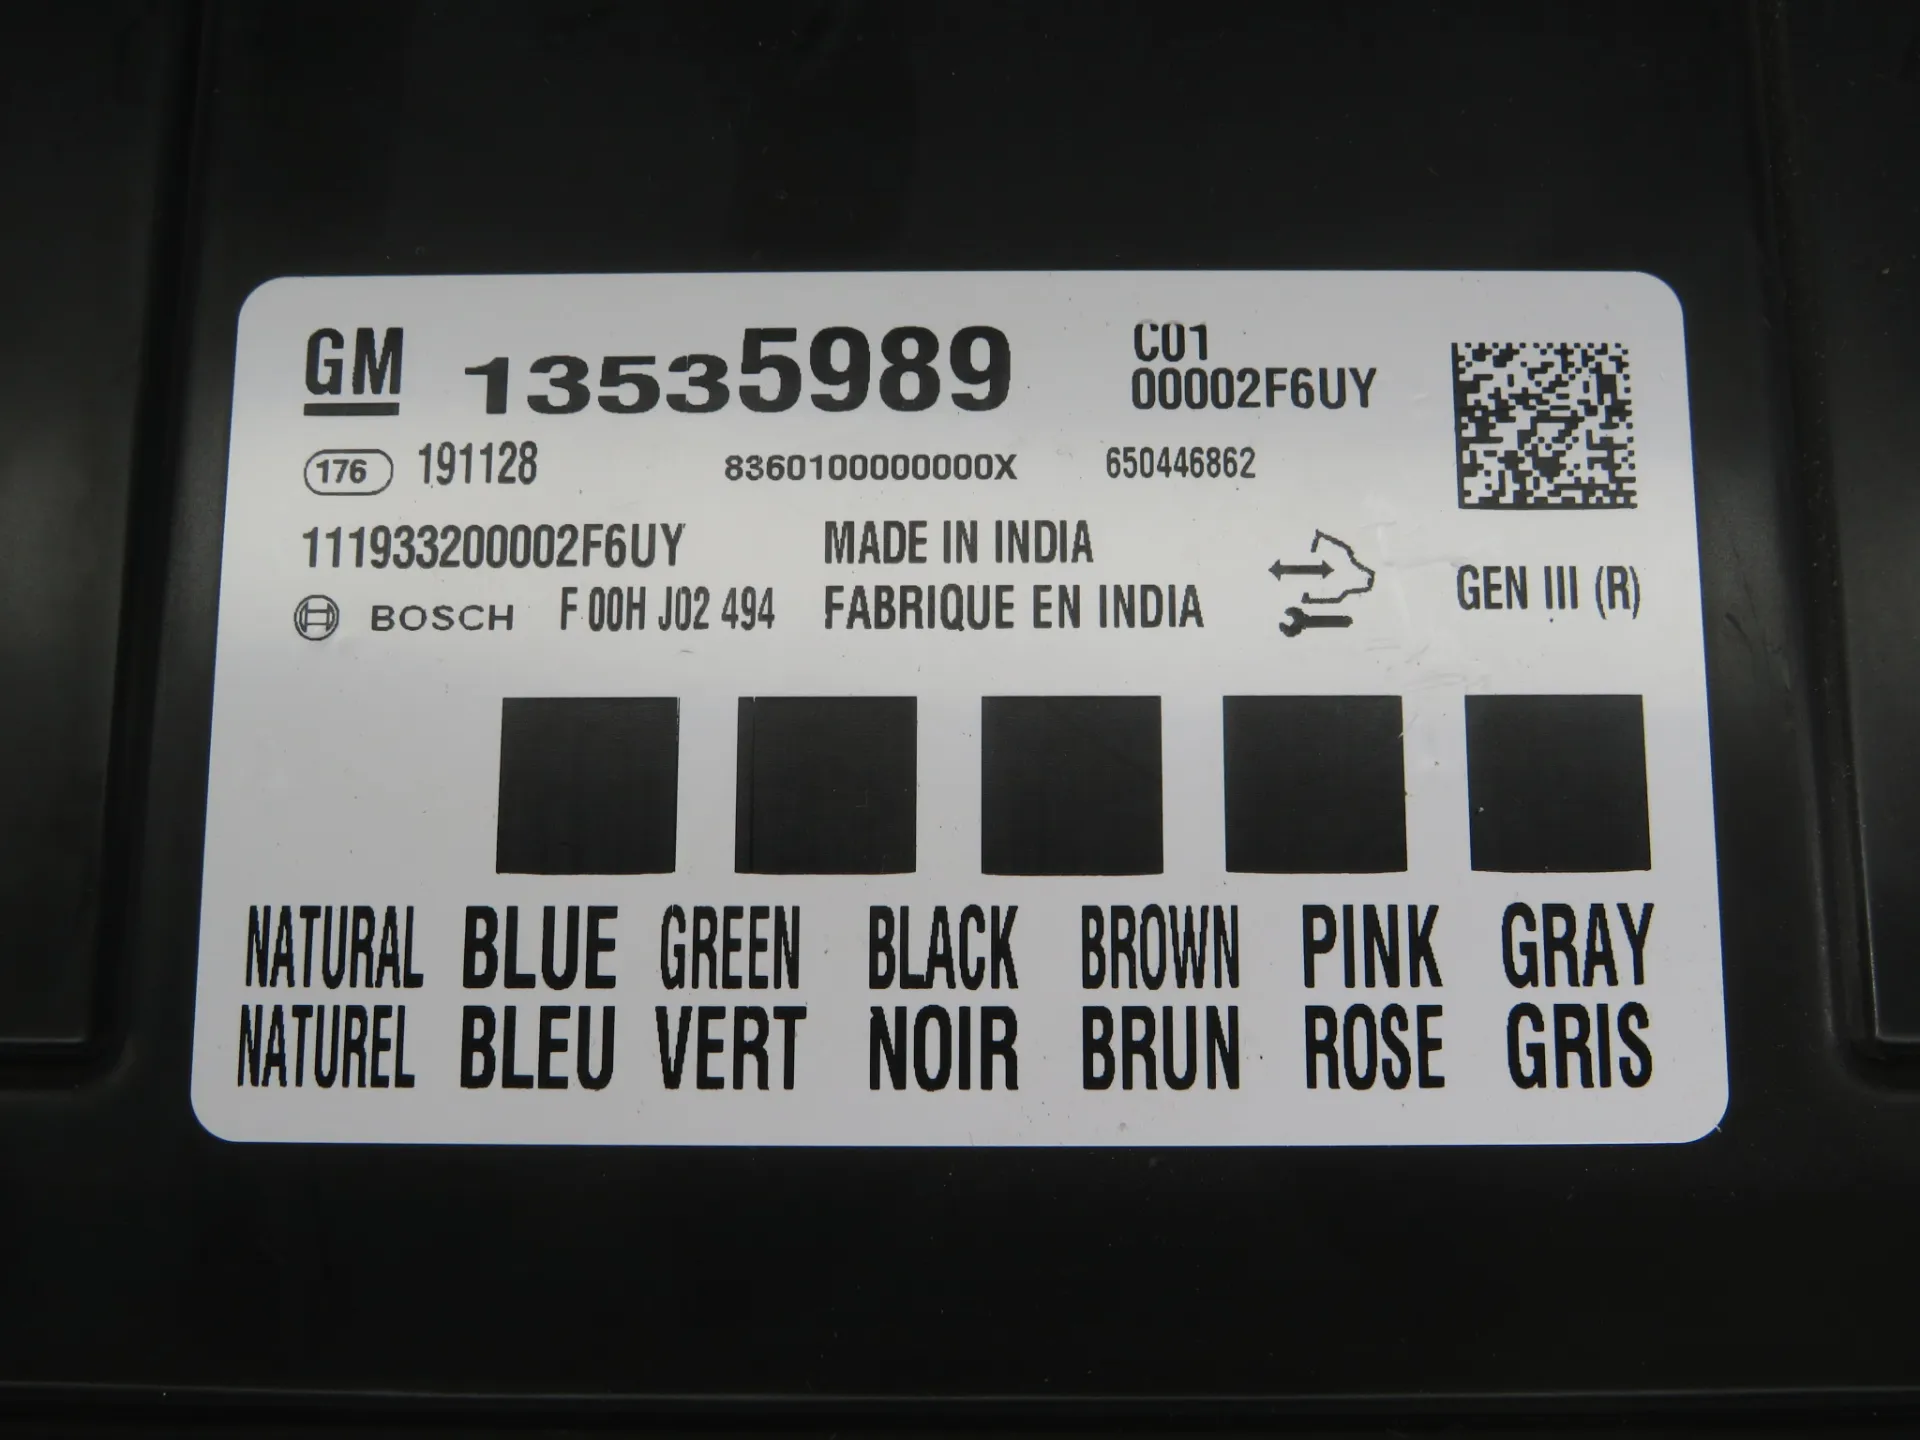 GM 13535989 C01
00002F6UY
176 191128 8360100000000X 650446862
111933200002F6UY MADE IN INDIA
BOSCH F 00H J02 494 FABRIQUE EN INDIA GEN III (R)
NATURAL BLUE GREEN BLACK BROWN PINK GRAY
NATUREL BLEU VERT NOIR BRUN ROSE GRIS